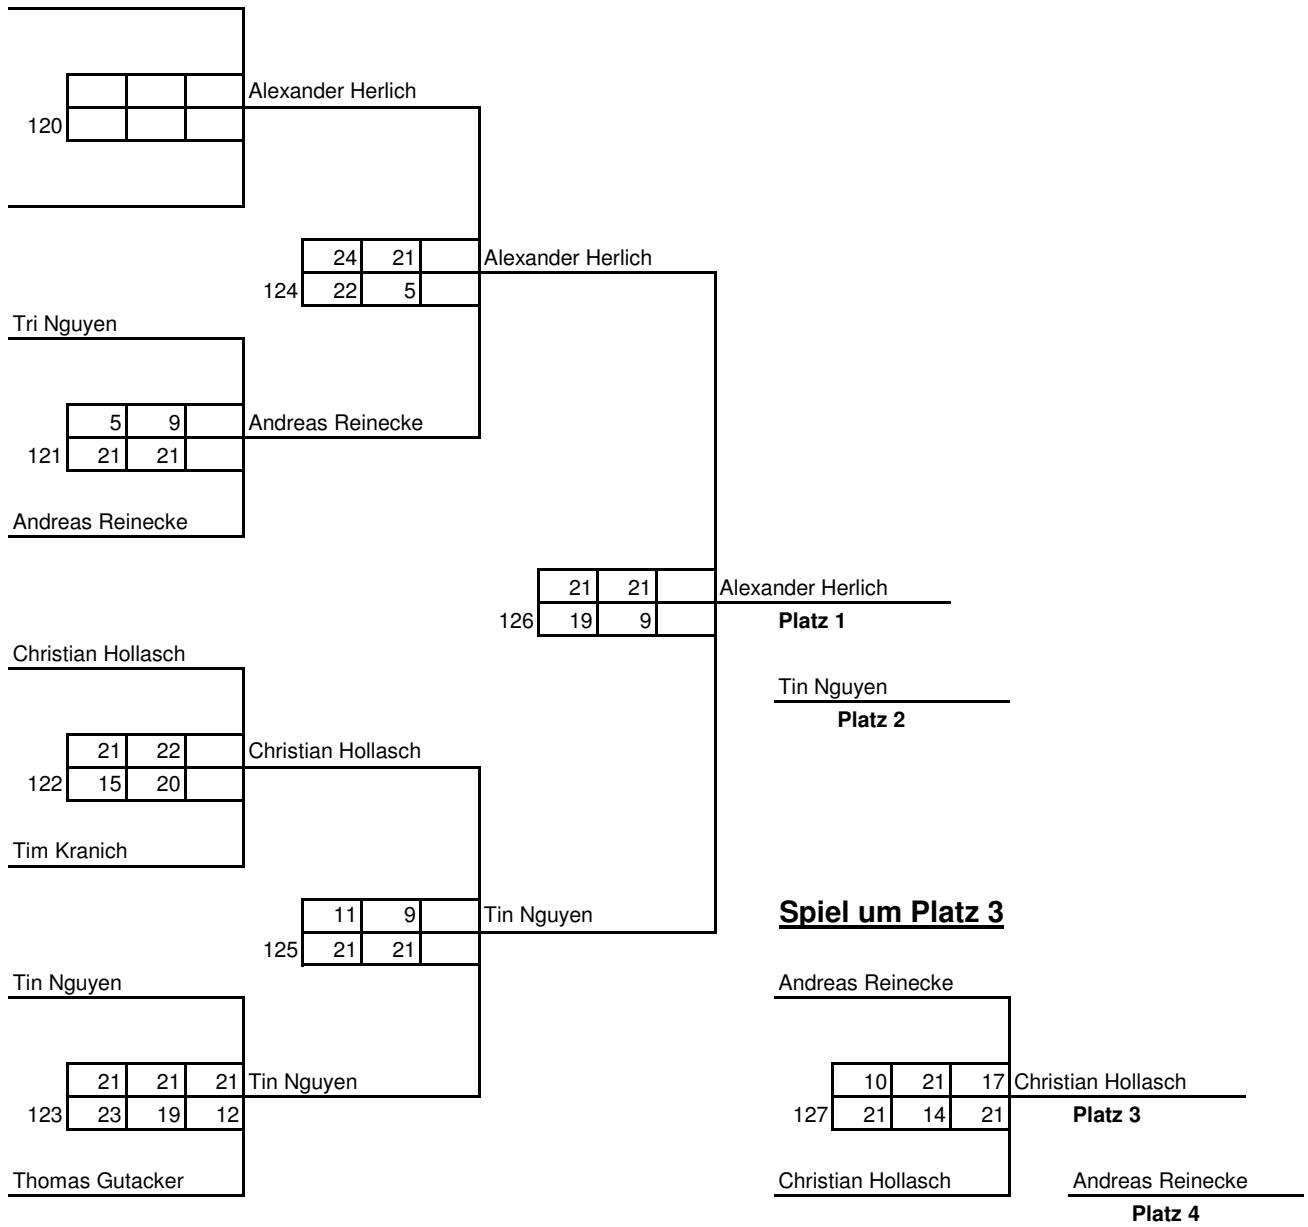 Alexander Herlich
120
24 21 Alexander Herlich
124 22 5
Tri Nguyen
5 9 Andreas Reinecke
121 21 21
Andreas Reinecke
21 21 Alexander Herlich
126 19 9 Platz 1
Christian Hollasch
Tin Nguyen
Platz 2
21 22 Christian Hollasch
122 15 20
Tim Kranich
11 9 Tin Nguyen
Spiel um Platz 3
125 21 21
Tin Nguyen
Andreas Reinecke
21 21 21 Tin Nguyen
10 21 17 Christian Hollasch
123 23 19 12
127 21 14 21 Platz 3
Thomas Gutacker
Christian Hollasch
Andreas Reinecke
Platz 4